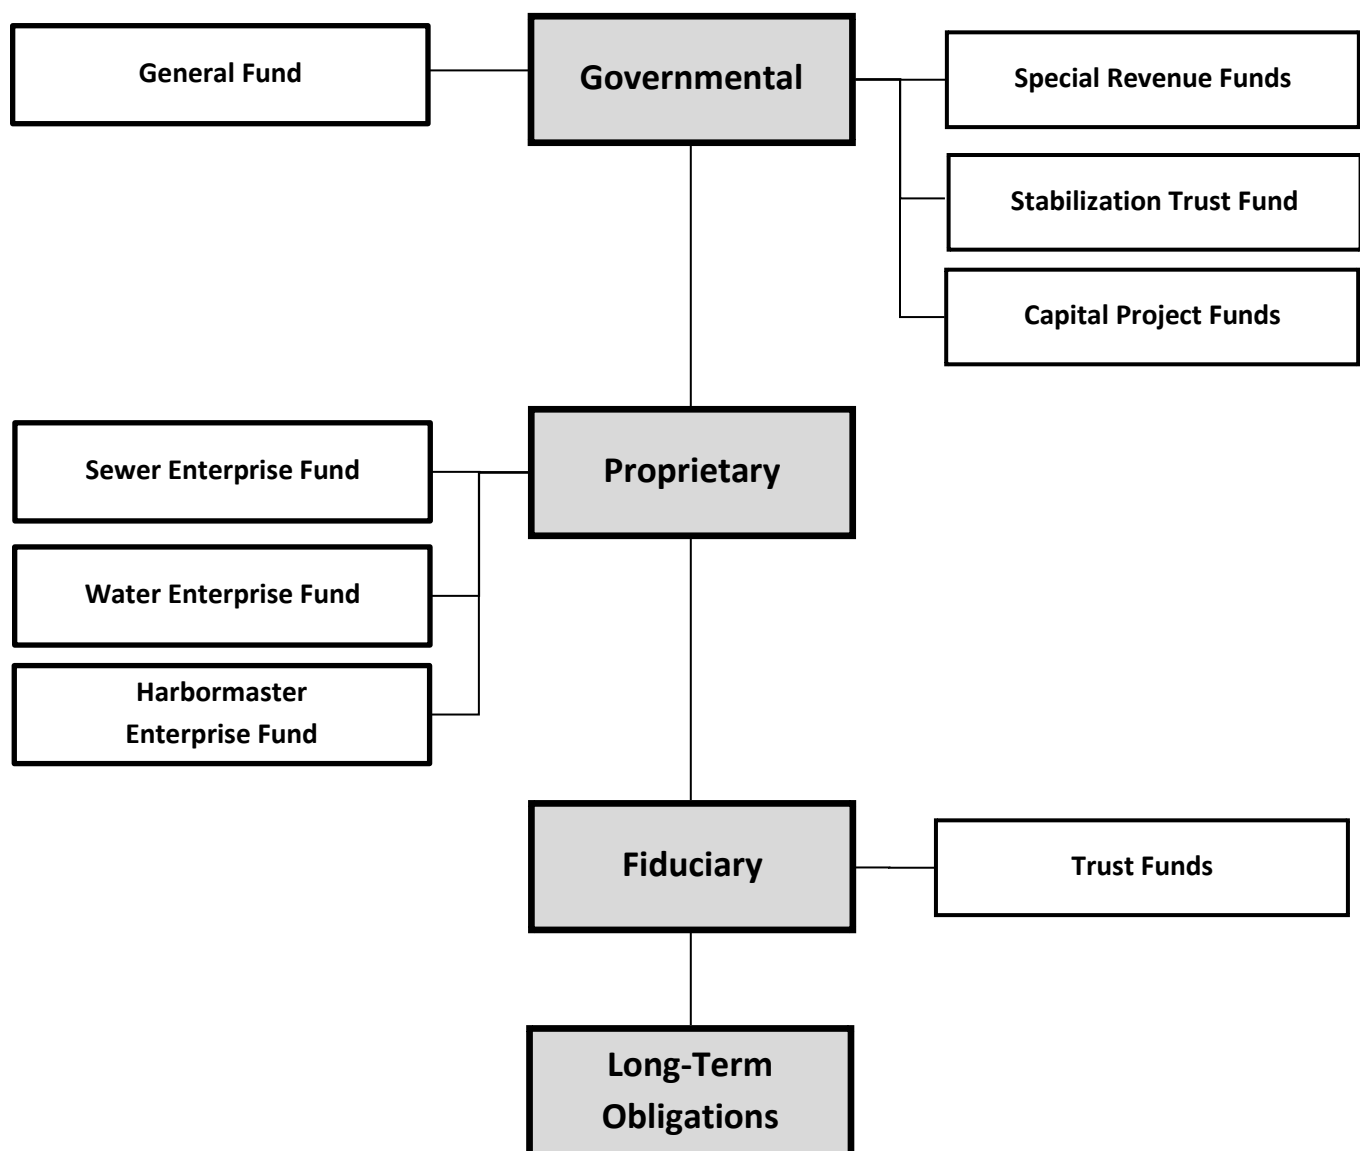 General Fund
Governmental
Special Revenue Funds
Stabilization Trust Fund
Capital Project Funds
Sewer Enterprise Fund
Proprietary
Water Enterprise Fund
Harbormaster
Enterprise Fund
Fiduciary
Trust Funds
Long-Term
Obligations